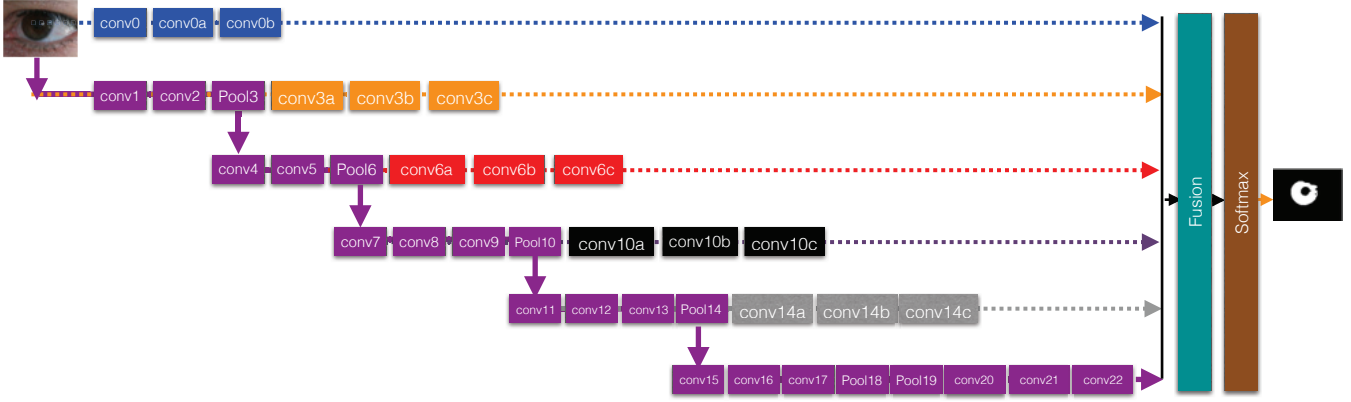 conv0 conv0a conv0b
conv1 conv2 Pool3 conv3a conv3b conv3c
conv4 conv5 Pool6 conv6a conv6b conv6c
conv7 conv8 conv9 Pool10 conv10a conv10b conv10c
conv11 conv12 conv13 Pool14 conv14a conv14b conv14c
conv15 conv16 conv17 Pool18 Pool19 conv20 conv21 conv22
Fusion
Softmax